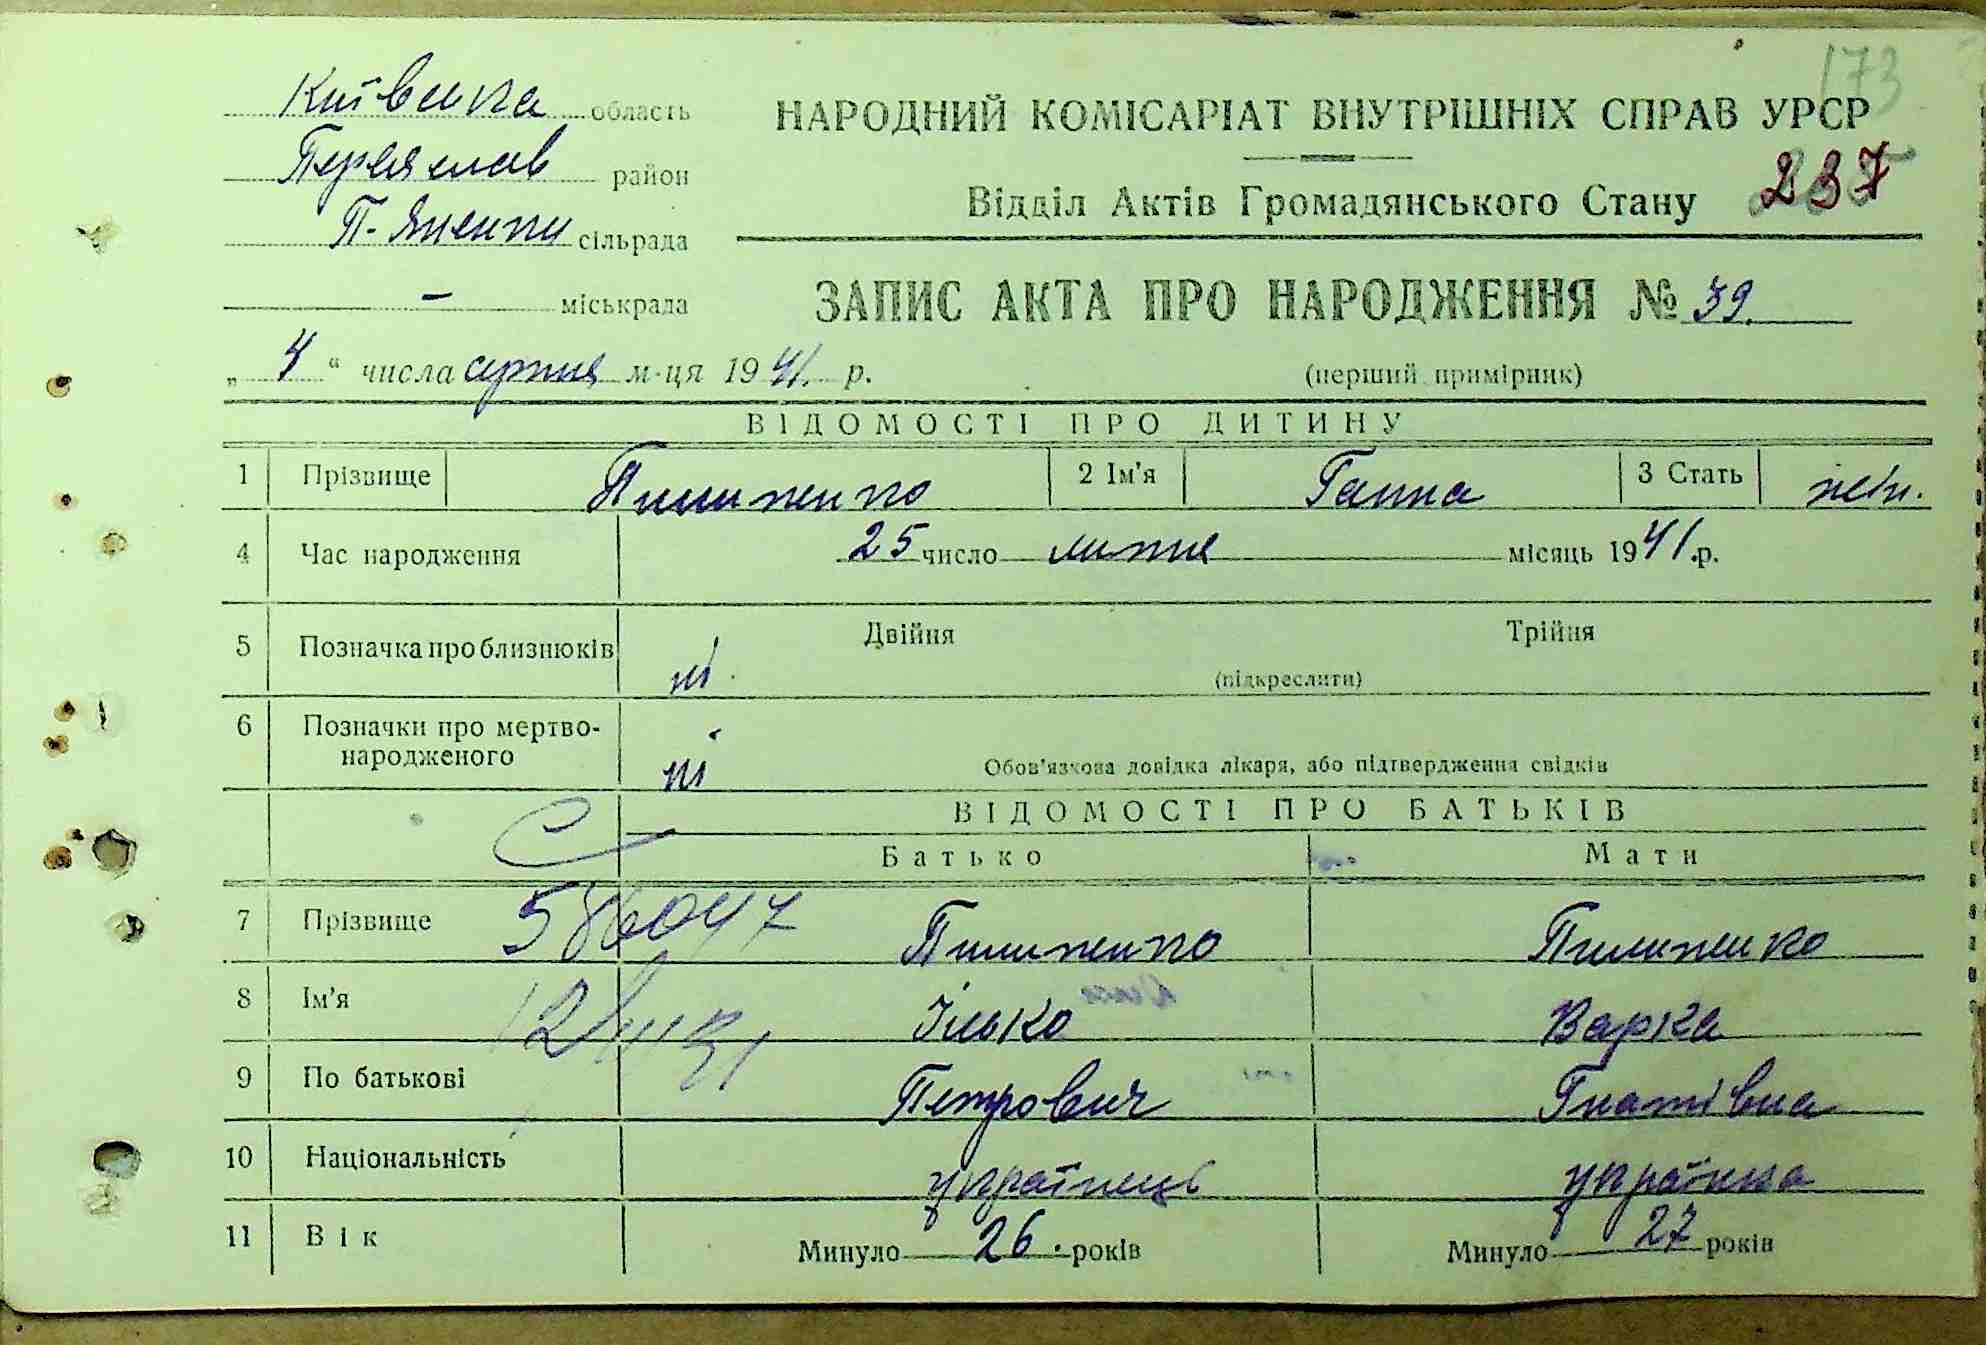 173
Київська область
НАРОДНИЙ КОМІСАРІАТ ВНУТРІШНІХ СПРАВ УРСР
Переяслав район
237
Відділ Актів Громадянського Стану
П- сільрада
— міськрада
ЗАПИС АКТА ПРО НАРОДЖЕННЯ № 39.
„4“ числа серпня м-ця 1941. р.
(перший примірник)
ВІДОМОСТІ ПРО ДИТИНУ
1 Прізвище Пилипенко 2 Ім'я Ганна 3 Стать жін.
4 Час народження 25 число липня місяць 1941.р.
5 Позначка про близнюків ні. Двійня Трійня
(підкреслити)
6 Позначки про мертво-
народженого ні Обов'язкова довідка лікаря, або підтвердження свідків
ВІДОМОСТІ ПРО БАТЬКІВ
Батько Мати
7 Прізвище 586047 Пилипенко Пилипенко
8 Ім'я Ілько Варка
9 По батькові Петрович Гнатівна
10 Національність українець українка
11 Вік Минуло 26. років Минуло 27 років